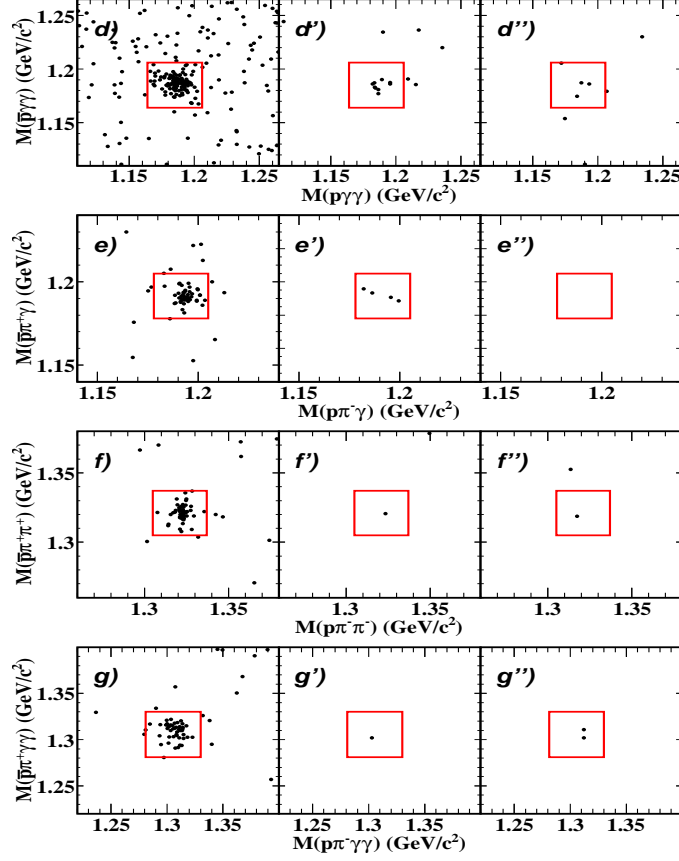 d) d') d'')
1.25
1.2
1.15
M(p̄γγ) (GeV/c²)
1.15 1.2 1.25 1.15 1.2 1.25 1.15 1.2 1.25
M(pγγ) (GeV/c²)
e) e') e'')
1.2
1.15
M(p̄π⁺γ) (GeV/c²)
1.15 1.2 1.15 1.2 1.15 1.2
M(pπ⁻γ) (GeV/c²)
f) f') f'')
1.35
1.3
M(p̄π⁺π⁺) (GeV/c²)
1.3 1.35 1.3 1.35 1.3 1.35
M(pπ⁻π⁻) (GeV/c²)
g) g') g'')
1.35
1.3
1.25
M(p̄π⁺γγ) (GeV/c²)
1.25 1.3 1.35 1.25 1.3 1.35 1.25 1.3 1.35
M(pπ⁻γγ) (GeV/c²)